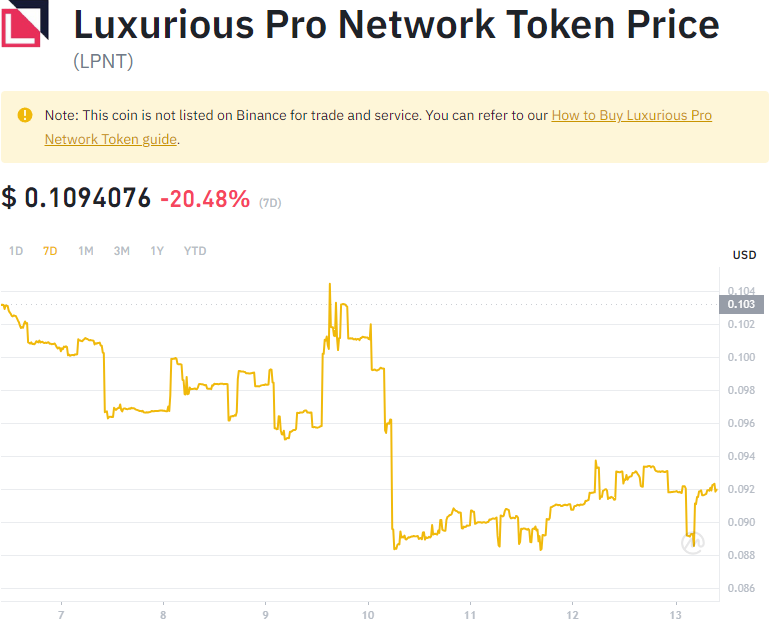 Luxurious Pro Network Token Price
(LPNT)
Note: This coin is not listed on Binance for trade and service. You can refer to our How to Buy Luxurious Pro
Network Token guide.
$ 0.1094076 -20.48% (7D)
1D 7D 1M 3M 1Y YTD
USD
0.104
0.103
0.102
0.100
0.098
0.096
0.094
0.092
0.090
0.088
0.086
7 8 9 10 11 12 13